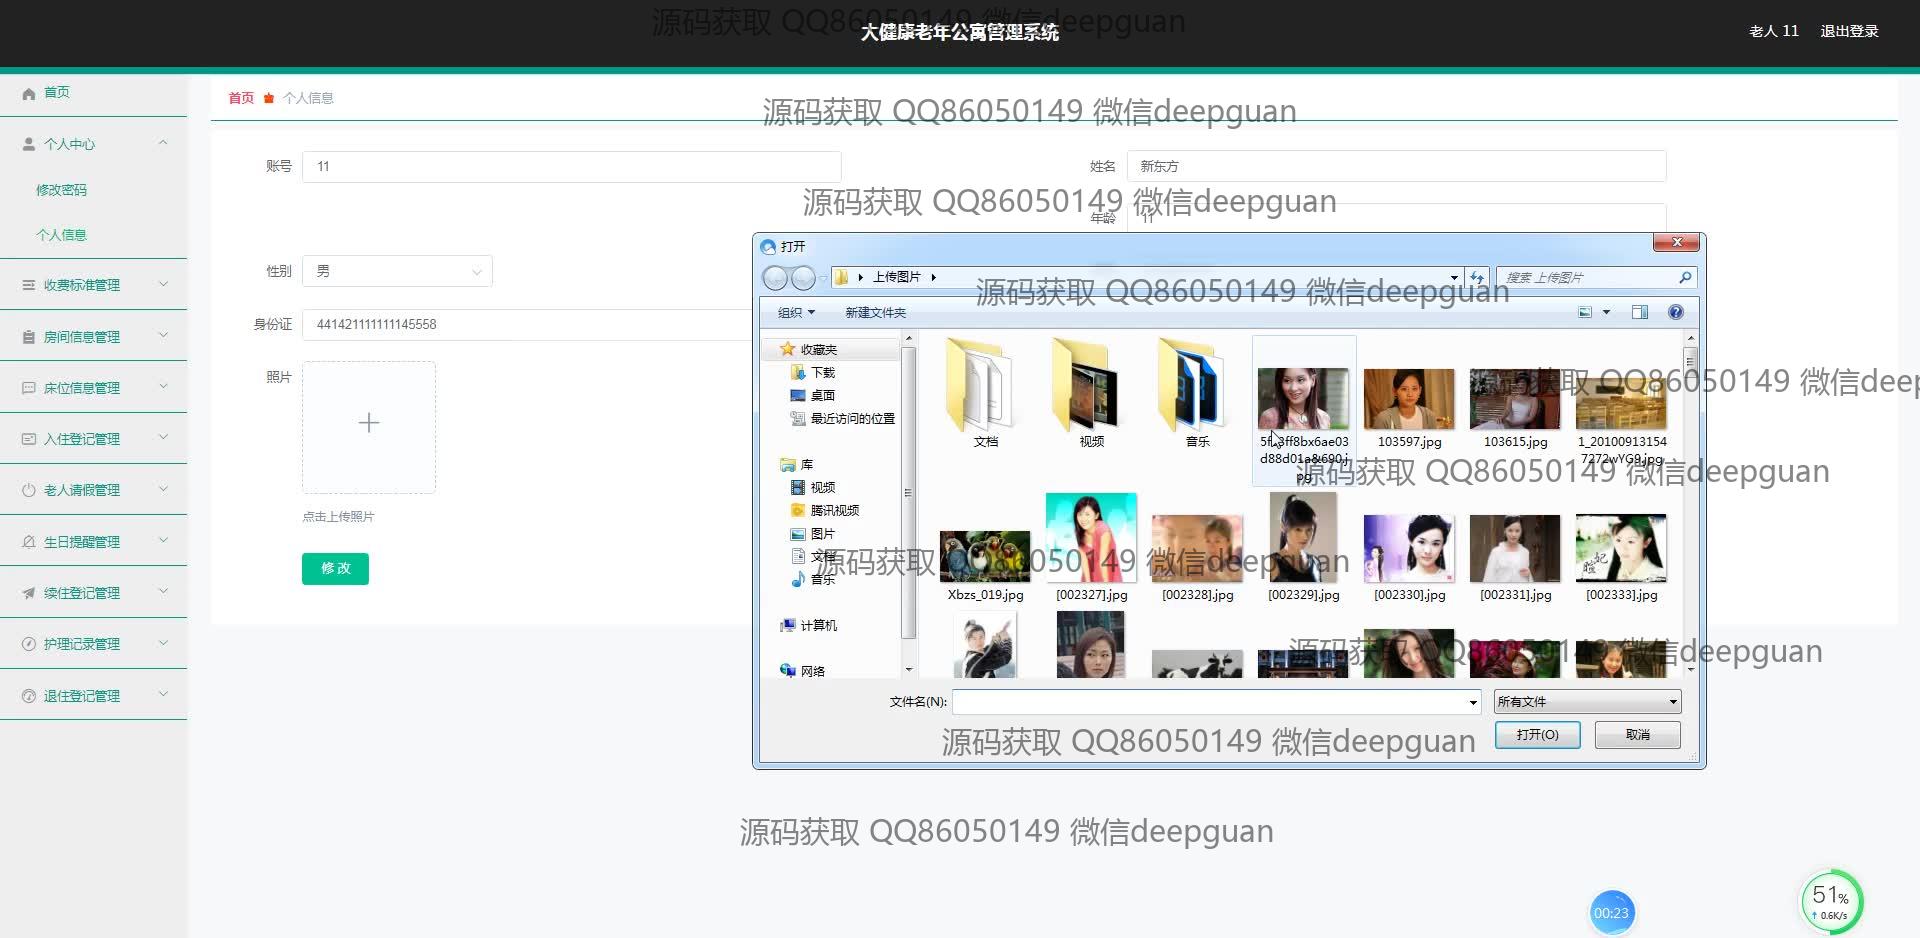 源码获取 QQ86050149 微信deepguan
大健康老年公寓管理系统
老人 11
退出登录
首页
个人中心
修改密码
个人信息
收费标准管理
房间信息管理
床位信息管理
入住登记管理
老人请假管理
生日提醒管理
续住登记管理
护理记录管理
退住登记管理
首页 个人信息
源码获取 QQ86050149 微信deepguan
账号 11
姓名 新东方
源码获取 QQ86050149 微信deepguan
年龄 11
性别 男
身份证 441421111111145558
照片
点击上传照片
修 改
打开
上传图片
搜索 上传图片
源码获取 QQ86050149 微信deepguan
组织
新建文件夹
收藏夹
下载
桌面
最近访问的位置
库
视频
腾讯视频
图片
文档
音乐
计算机
网络
源码获取 QQ86050149 微信deep
文档
视频
音乐
d88d01a&690.j
pg
103597.jpg
103615.jpg
1_20100913154
7272wYG9.jpg
源码获取 QQ86050149 微信deepguan
源码获取 QQ86050149 微信deepguan
Xbzs_019.jpg
[002327].jpg
[002328].jpg
[002329].jpg
[002330].jpg
[002331].jpg
[002333].jpg
暄妃
源码获取 QQ86050149 微信deepguan
文件名(N):
所有文件
打开(O)
取消
源码获取 QQ86050149 微信deepguan
源码获取 QQ86050149 微信deepguan
00:23
51%
0.6K/s